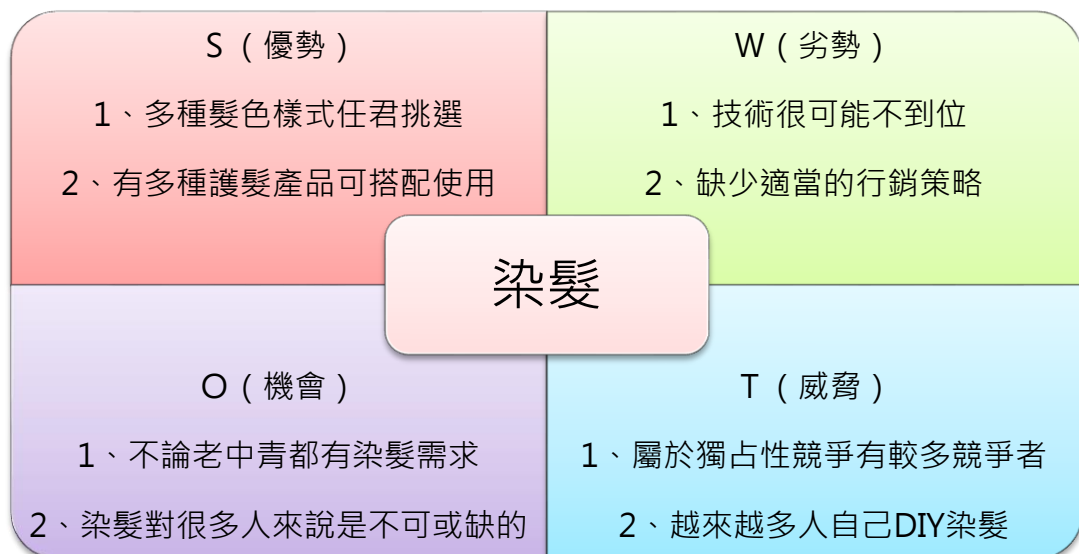 S（優勢）
1、多種髮色樣式任君挑選
2、有多種護髮產品可搭配使用
W（劣勢）
1、技術很可能不到位
2、缺少適當的行銷策略
染髮
O（機會）
1、不論老中青都有染髮需求
2、染髮對很多人來說是不可或缺的
T（威脅）
1、屬於獨占性競爭有較多競爭者
2、越來越多人自己DIY染髮